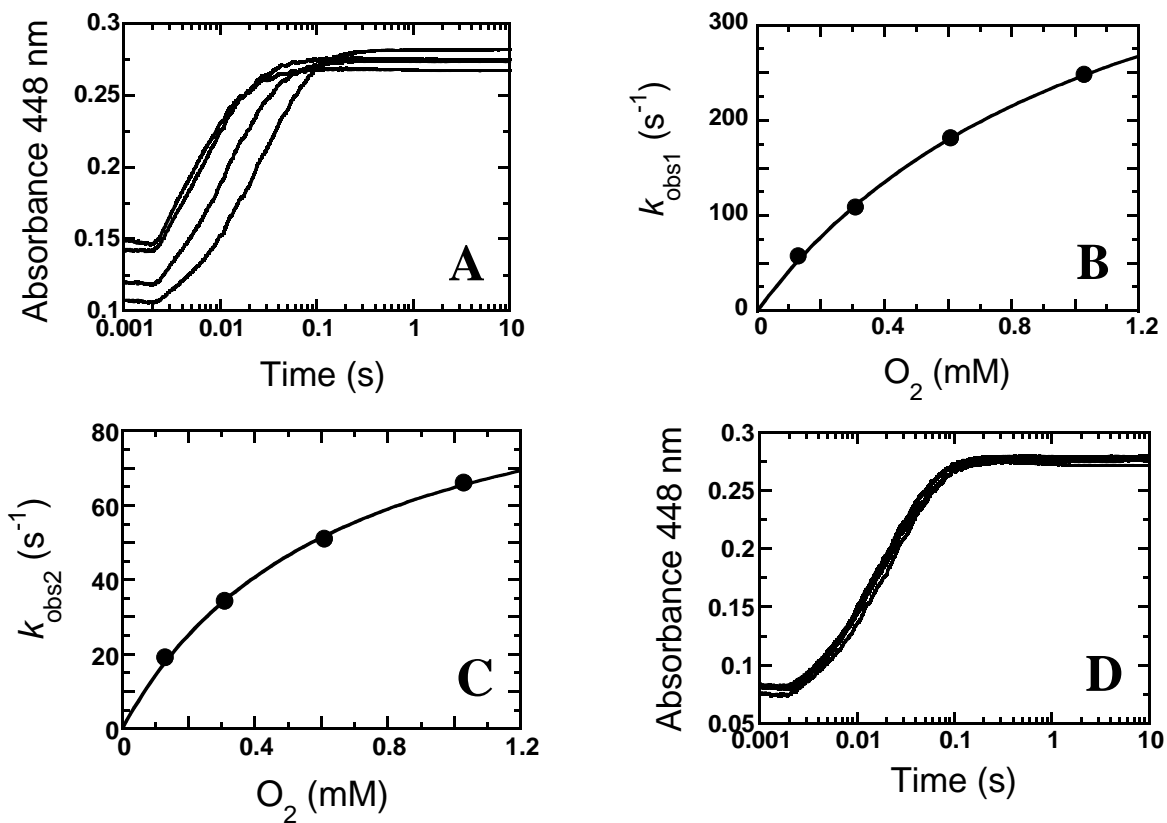 0.3
0.25
0.2
0.15
0.1
0.001 0.01 0.1 1 10
Absorbance 448 nm
Time (s)
A
300
200
100
0
0 0.4 0.8 1.2
k obs1 (s-1)
O2 (mM)
B
80
60
40
20
0
0 0.4 0.8 1.2
k obs2 (s-1)
O2 (mM)
C
0.3
0.25
0.2
0.15
0.1
0.05
0.001 0.01 0.1 1 10
Absorbance 448 nm
Time (s)
D